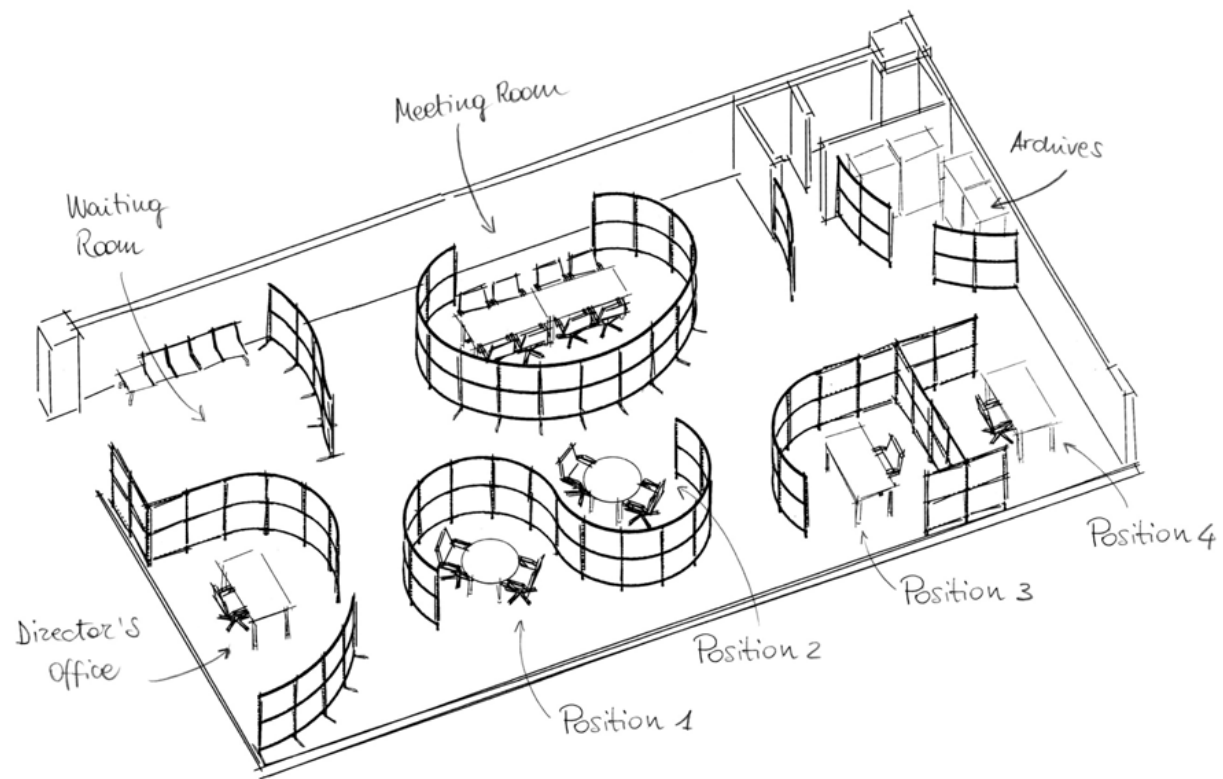 Meeting Room
Archives
Waiting
Room
Position 4
Position 3
Director's
Office
Position 2
Position 1